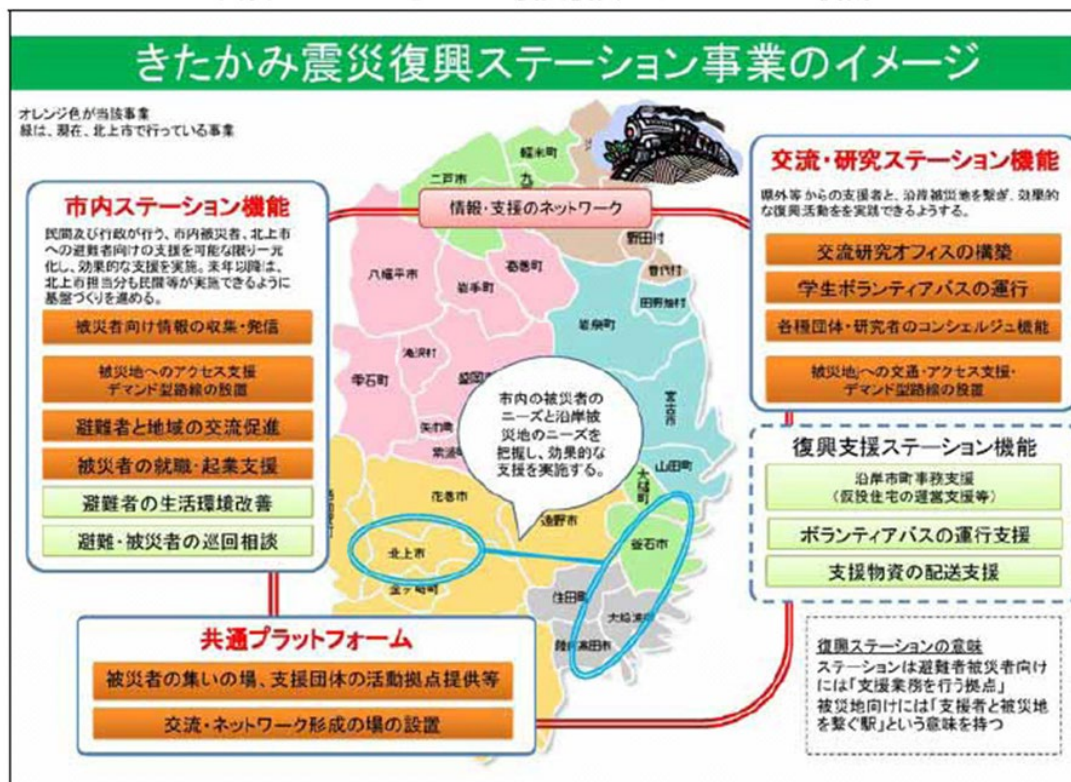 きたかみ震災復興ステーション事業のイメージ
オレンジ色が当該事業
緑は、現在、北上市で行っている事業
市内ステーション機能
民間及び行政が行う、市内被災者、北上市
への避難者向けの支援を可能な限り一元
化し、効果的な支援を実施。来年以降は、
北上市担当分も民間等が実施できるように
基盤づくりを進める。
被災者向け情報の収集・発信
被災地へのアクセス支援
デマンド型路線の設置
避難者と地域の交流促進
被災者の就職・起業支援
避難者の生活環境改善
避難・被災者の巡回相談
情報・支援のネットワーク
軽米町
二戸市
九
野田村
普代村
八幡平市
岩手町
葛巻町
田野畑村
岩泉町
滝沢村
雫石町
盛岡
宮古市
矢巾町
紫波
山田町
大槌町
花巻市
遠野市
北上市
釜石市
金ケ崎町
住田町
大船渡市
陸前高田市
市内の被災者の
ニーズと沿岸被
災地のニーズを
把握し、効果的な
支援を実施する。
交流・研究ステーション機能
県外等からの支援者と、沿岸被災地を繋ぎ、効果的
な復興活動をを実践できるようする。
交流研究オフィスの構築
学生ボランティアバスの運行
各種団体・研究者のコンシェルジュ機能
被災地への交通・アクセス支援・
デマンド型路線の設置
復興支援ステーション機能
沿岸市町事務支援
(仮設住宅の運営支援等)
ボランティアバスの運行支援
支援物資の配送支援
共通プラットフォーム
被災者の集いの場、支援団体の活動拠点提供等
交流・ネットワーク形成の場の設置
復興ステーションの意味
ステーションは避難者被災者向け
には「支援業務を行う拠点」
被災地向けには「支援者と被災地
を繋ぐ駅」という意味を持つ